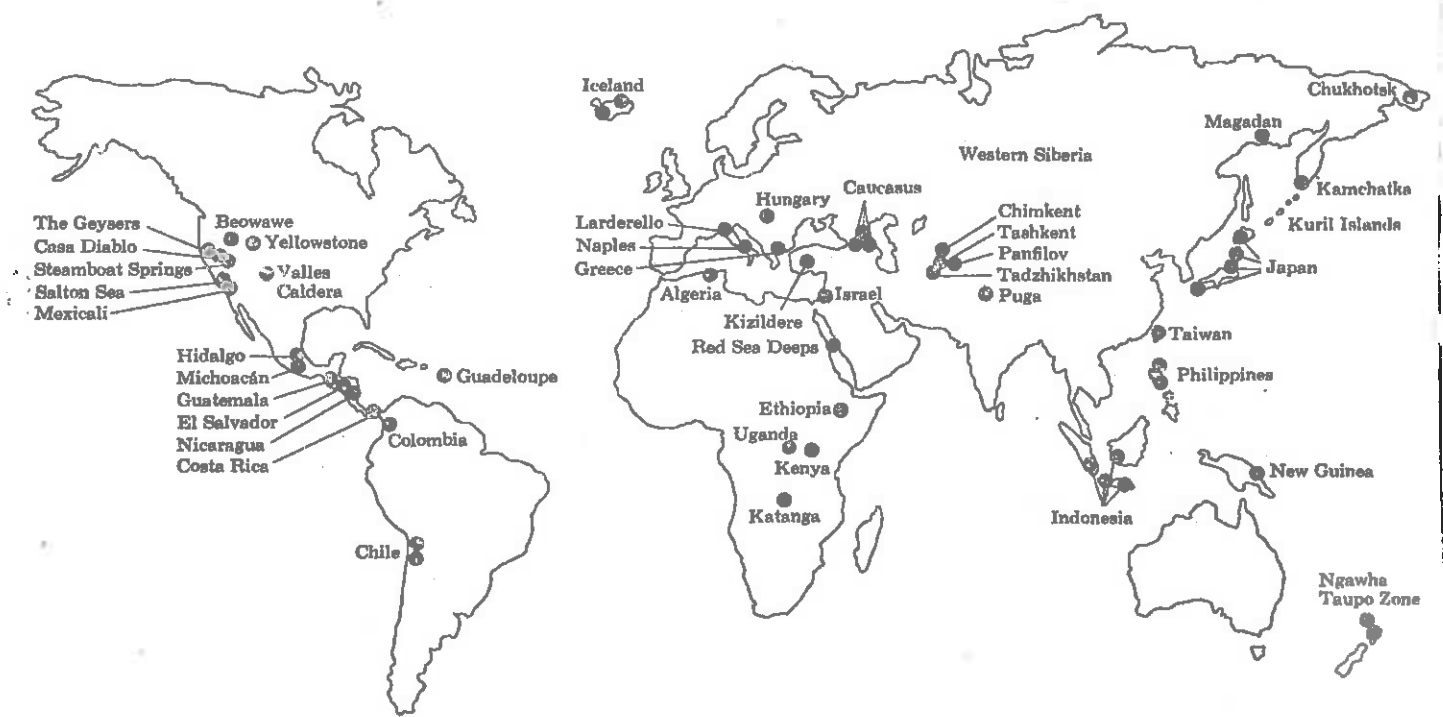 Iceland
Chukhotsk
Magadan
Western Siberia
Kamchatka
Kuril Islands
Hungary
Caucasus
The Geysers
Beowawe
Casa Diablo
Yellowstone
Steamboat Springs
Valles
Caldera
Salton Sea
Mexicali
Larderello
Naples
Greece
Chimkent
Tashkent
Panfilov
Tadzhikhstan
Japan
Algeria
Israel
Puga
Kizildere
Red Sea Deeps
Taiwan
Hidalgo
Michoacán
Guatemala
El Salvador
Nicaragua
Costa Rica
Guadeloupe
Colombia
Philippines
Ethiopia
Uganda
Kenya
Katanga
New Guinea
Indonesia
Chile
Ngawha
Taupo Zone